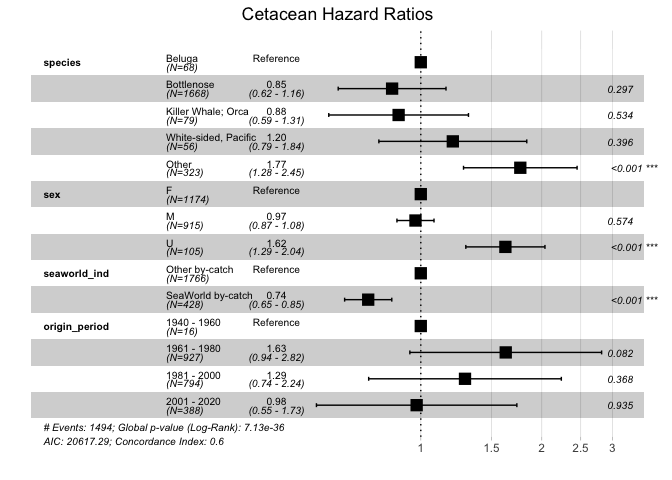 Cetacean Hazard Ratios
species Beluga Reference
(N=68)
Bottlenose 0.85 0.297
(N=1668) (0.62 - 1.16)
Killer Whale; Orca 0.88 0.534
(N=79) (0.59 - 1.31)
White-sided, Pacific 1.20 0.396
(N=56) (0.79 - 1.84)
Other 1.77 <0.001 ***
(N=323) (1.28 - 2.45)
sex F Reference
(N=1174)
M 0.97 0.574
(N=915) (0.87 - 1.08)
U 1.62 <0.001 ***
(N=105) (1.29 - 2.04)
seaworld_ind Other by-catch Reference
(N=1766)
SeaWorld by-catch 0.74 <0.001 ***
(N=428) (0.65 - 0.85)
origin_period 1940 - 1960 Reference
(N=16)
1961 - 1980 1.63 0.082
(N=927) (0.94 - 2.82)
1981 - 2000 1.29 0.368
(N=794) (0.74 - 2.24)
2001 - 2020 0.98 0.935
(N=388) (0.55 - 1.73)
# Events: 1494; Global p-value (Log-Rank): 7.13e-36
AIC: 20617.29; Concordance Index: 0.6
1 1.5 2 2.5 3